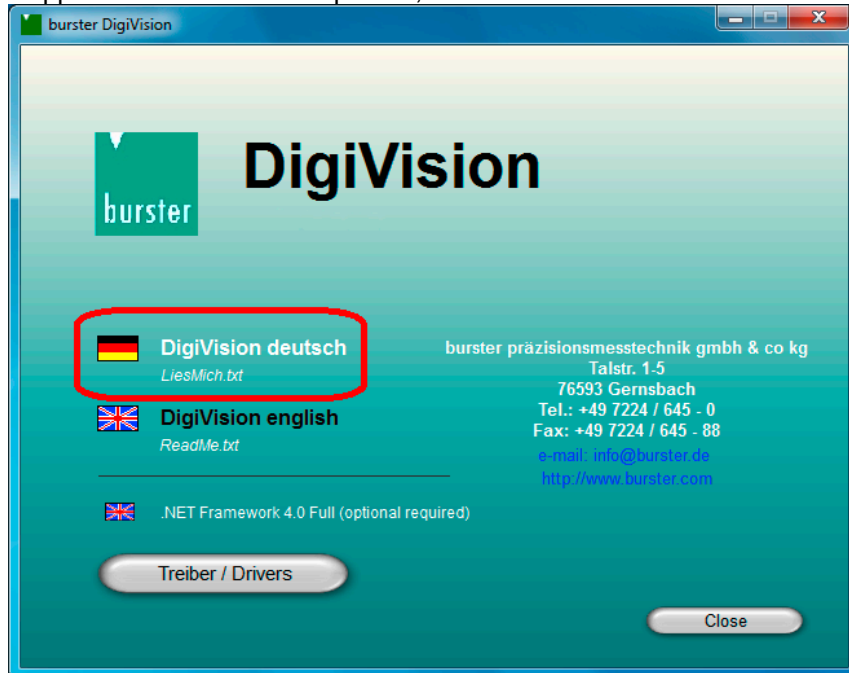 burster DigiVision
DigiVision
burster
DigiVision deutsch
LiesMich.txt
DigiVision english
ReadMe.txt
burster präzisionsmesstechnik gmbh & co kg
Talstr. 1-5
76593 Gernsbach
Tel.: +49 7224 / 645 - 0
Fax: +49 7224 / 645 - 88
e-mail: info@burster.de
http://www.burster.com
.NET Framework 4.0 Full (optional required)
Treiber / Drivers
Close